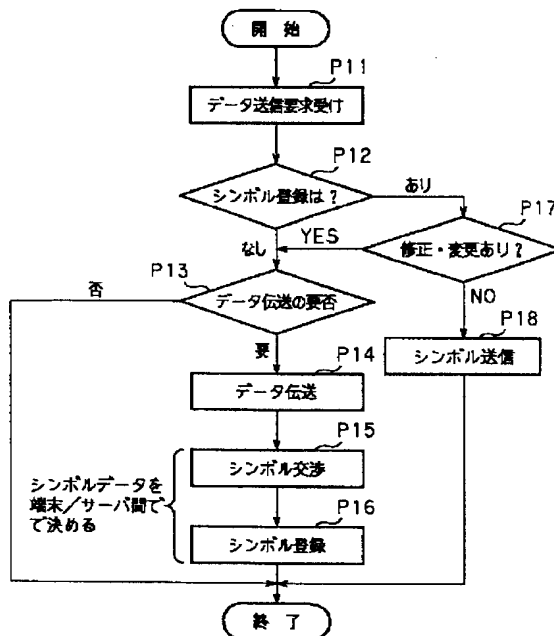 開 始
P11
データ送信要求受け
P12
シンボル登録は？
あり
P17
なし
YES
修正・変更あり？
P13
否
データ伝送の要否
NO
要
P18
シンボル送信
P14
データ伝送
P15
シンボル交渉
シンボルデータを
端末／サーバ間で
で決める
P16
シンボル登録
終 了